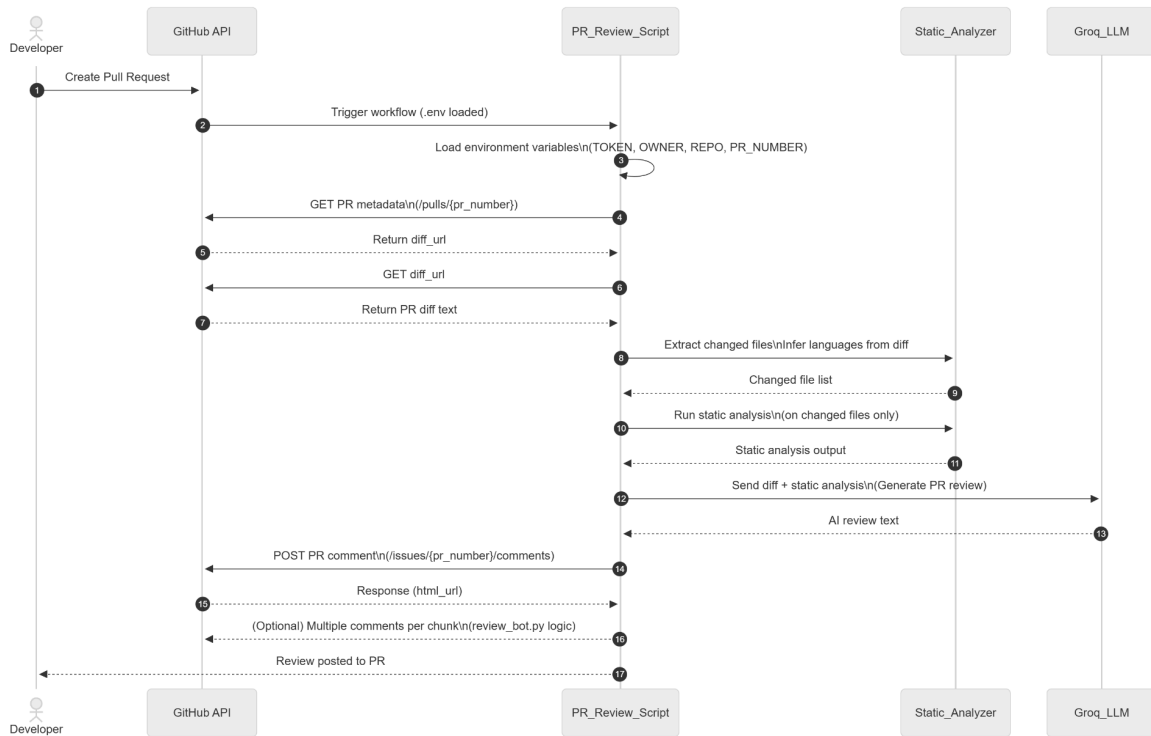 Developer
GitHub API
PR_Review_Script
Static_Analyzer
Groq_LLM
Create Pull Request
1
Trigger workflow (.env loaded)
2
Load environment variables\n(TOKEN, OWNER, REPO, PR_NUMBER)
3
GET PR metadata\n(/pulls/{pr_number})
4
Return diff_url
5
GET diff_url
6
Return PR diff text
7
Extract changed files\nInfer languages from diff
8
Changed file list
9
Run static analysis\n(on changed files only)
10
Static analysis output
11
Send diff + static analysis\n(Generate PR review)
12
AI review text
13
POST PR comment\n(/issues/{pr_number}/comments)
14
Response (html_url)
15
(Optional) Multiple comments per chunk\n(review_bot.py logic)
16
Review posted to PR
17
Developer
GitHub API
PR_Review_Script
Static_Analyzer
Groq_LLM